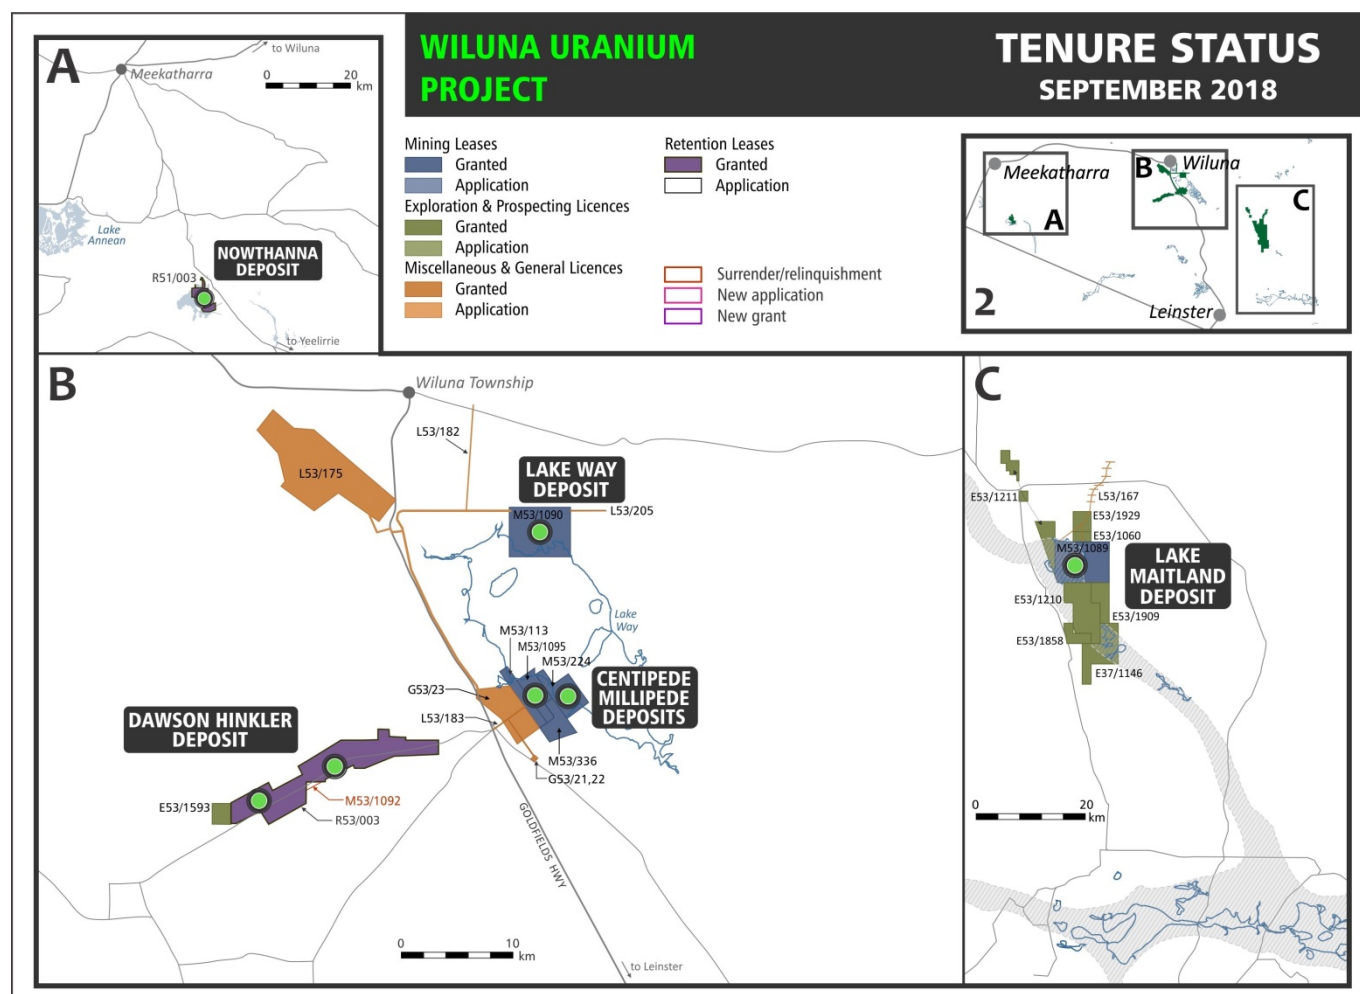 WILUNA URANIUM
PROJECT
TENURE STATUS
SEPTEMBER 2018
A
to Wiluna
Meekatharra
0 20
km
Lake
Annean
NOWTHANNA
DEPOSIT
R51/003
to Yeelirrie
Mining Leases
Granted
Application
Exploration & Prospecting Licences
Granted
Application
Miscellaneous & General Licences
Granted
Application
Retention Leases
Granted
Application
Surrender/relinquishment
New application
New grant
Meekatharra
A
B
Wiluna
C
2
Leinster
B
Wiluna Township
L53/182
L53/175
LAKE WAY
DEPOSIT
M53/1090
L53/205
Lake
Way
M53/113
M53/1095
M53/224
G53/23
CENTIPEDE
MILLIPEDE
DEPOSITS
L53/183
M53/336
G53/21,22
DAWSON HINKLER
DEPOSIT
E53/1593
M53/1092
R53/003
GOLDFIELDS HWY
0 10
km
to Leinster
C
E53/1211
L53/167
E53/1929
E53/1060
M53/1089
LAKE
MAITLAND
DEPOSIT
E53/1210
E53/1909
E53/1858
E37/1146
0 20
km